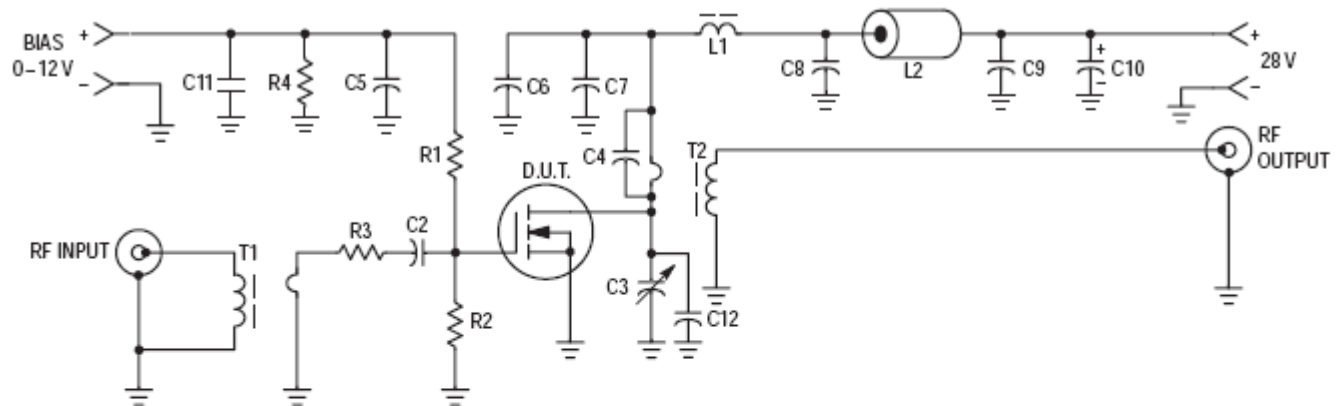 +
BIAS
0–12 V
–
C11
R4
C5
C6
C7
L1
C8
L2
C9
+
C10
–
+
28 V
–
R1
C4
T2
RF
OUTPUT
D.U.T.
RF INPUT
T1
R3
C2
R2
C3
C12